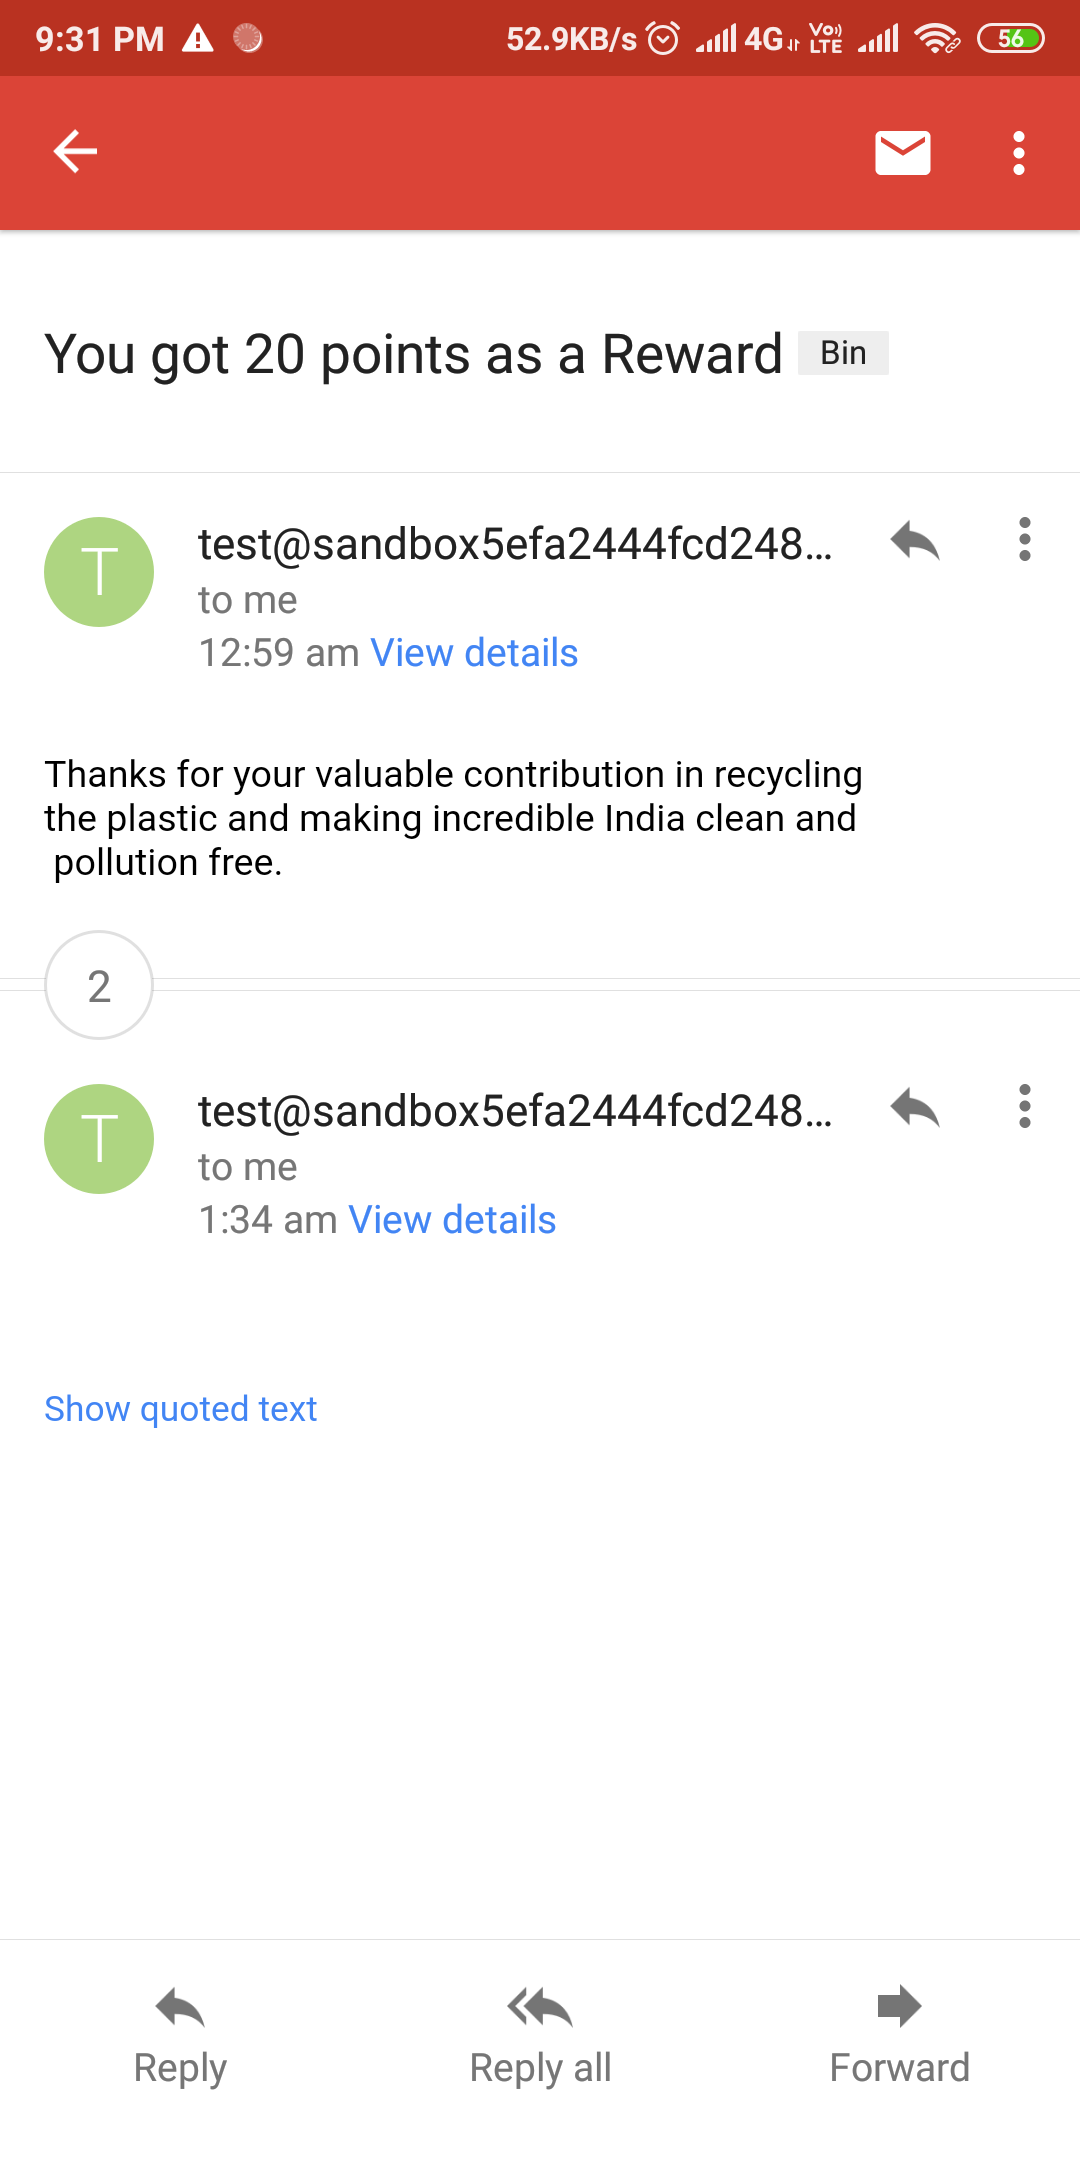 9:31 PM 52.9KB/s 4G Vo) LTE 56
You got 20 points as a Reward Bin
T test@sandbox5efa2444fcd248...
to me
12:59 am View details
Thanks for your valuable contribution in recycling
the plastic and making incredible India clean and
pollution free.
2
T test@sandbox5efa2444fcd248...
to me
1:34 am View details
Show quoted text
Reply Reply all Forward